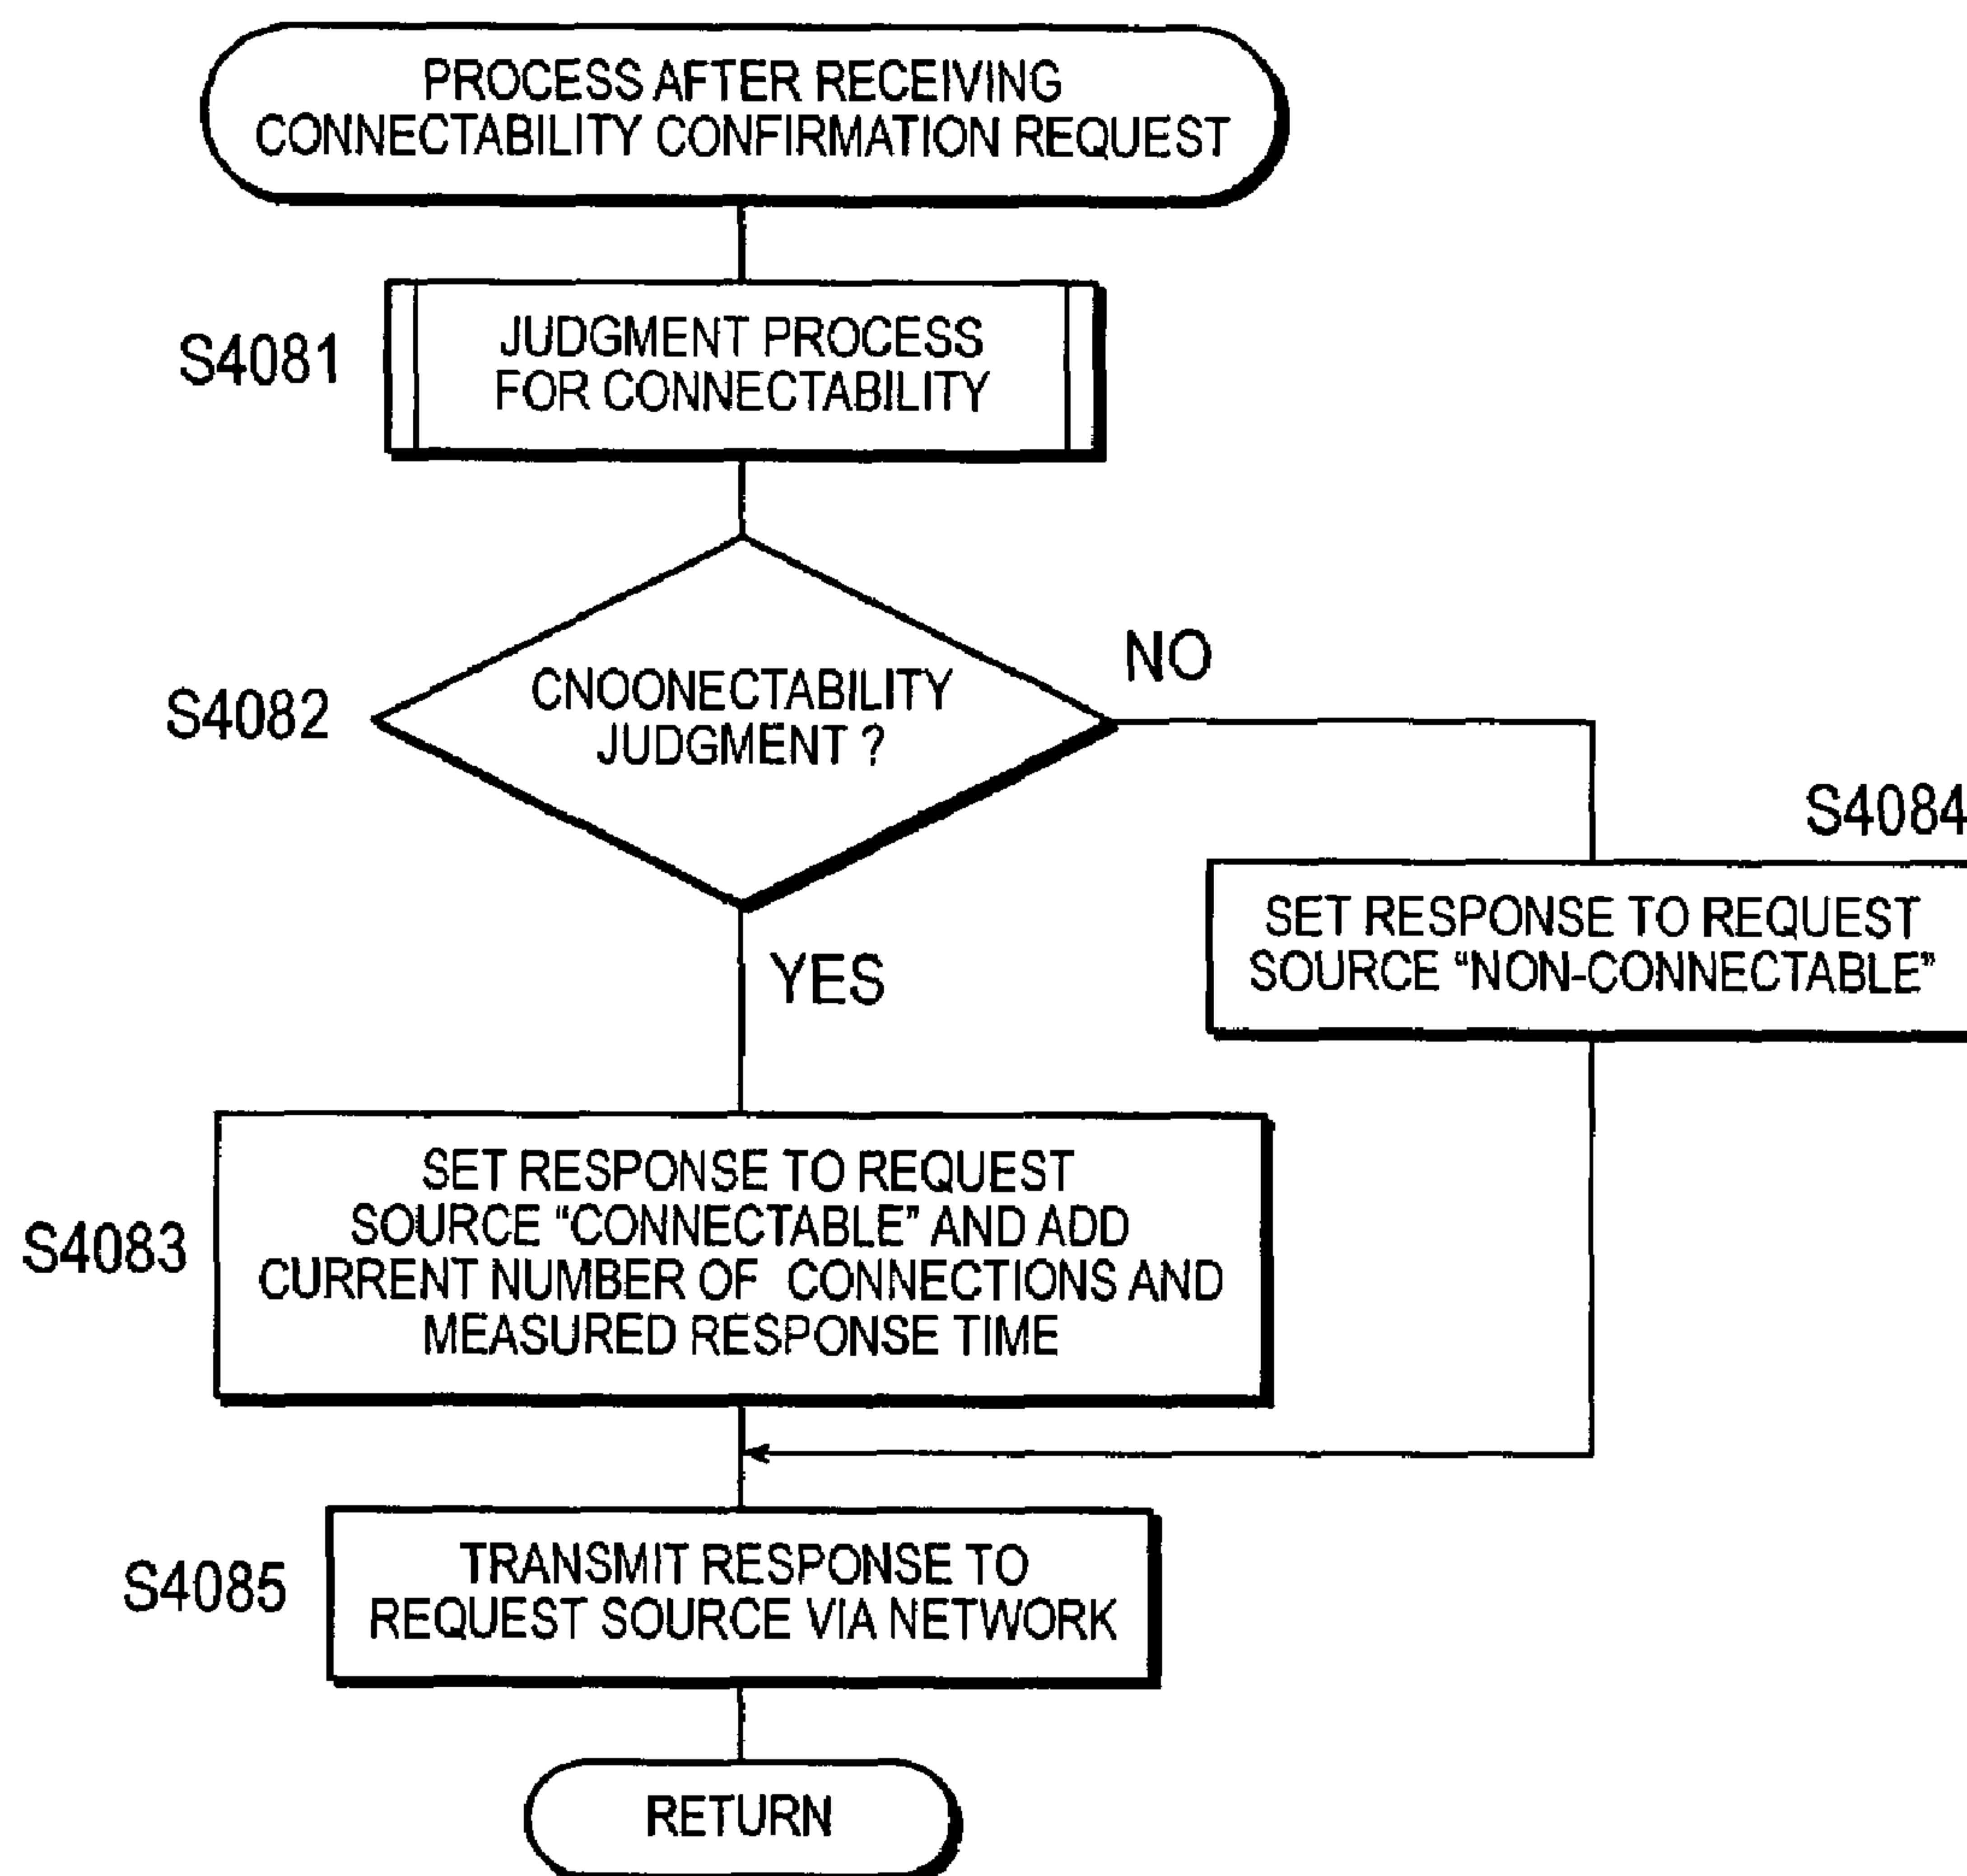 PROCESS AFTER RECEIVING
CONNECTABILITY CONFIRMATION REQUEST
S4081
JUDGMENT PROCESS
FOR CONNECTABILITY
S4082
CNOONECTABILITY
JUDGMENT ?
NO
YES
S4084
SET RESPONSE TO REQUEST
SOURCE “NON-CONNECTABLE”
S4083
SET RESPONSE TO REQUEST
SOURCE “CONNECTABLE” AND ADD
CURRENT NUMBER OF CONNECTIONS AND
MEASURED RESPONSE TIME
S4085
TRANSMIT RESPONSE TO
REQUEST SOURCE VIA NETWORK
RETURN